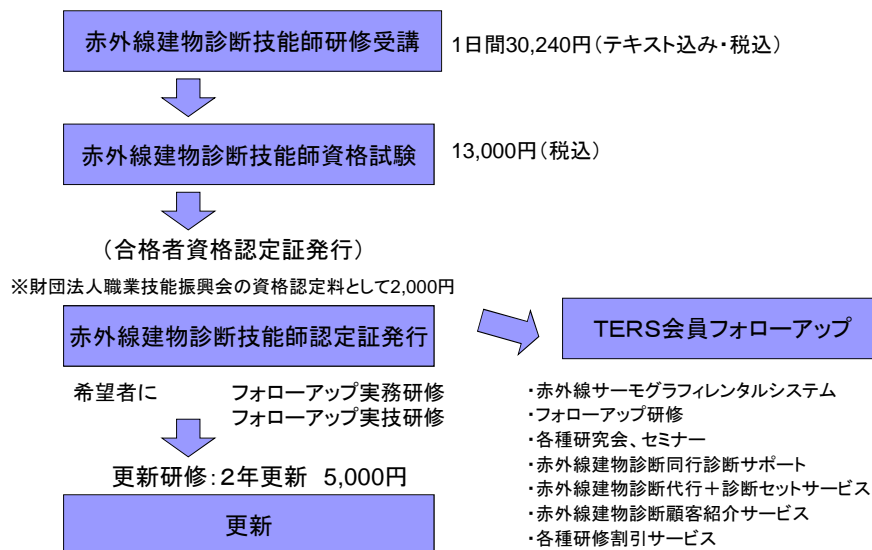 赤外線建物診断技能師研修受講
1日間30,240円(テキスト込み・税込)
赤外線建物診断技能師資格試験
13,000円(税込)
(合格者資格認定証発行)
※財団法人職業技能振興会の資格認定料として2,000円
赤外線建物診断技能師認定証発行
希望者に フォローアップ実務研修
フォローアップ実技研修
更新研修:2年更新 5,000円
更新
TERS会員フォローアップ
・赤外線サーモグラフィレンタルシステム
・フォローアップ研修
・各種研究会、セミナー
・赤外線建物診断同行診断サポート
・赤外線建物診断代行+診断セットサービス
・赤外線建物診断顧客紹介サービス
・各種研修割引サービス